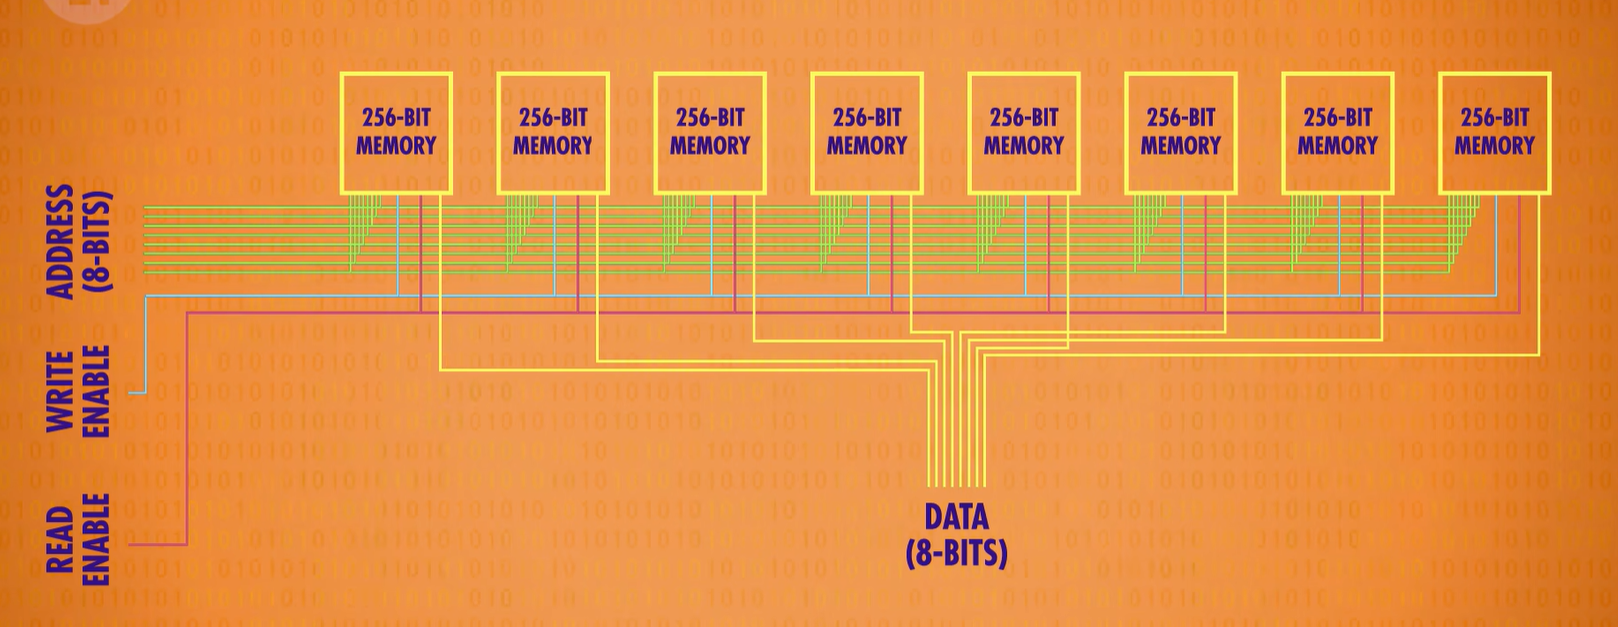 256-BIT
MEMORY
256-BIT
MEMORY
256-BIT
MEMORY
256-BIT
MEMORY
256-BIT
MEMORY
256-BIT
MEMORY
256-BIT
MEMORY
256-BIT
MEMORY
ADDRESS
(8-BITS)
WRITE
ENABLE
READ
ENABLE
DATA
(8-BITS)